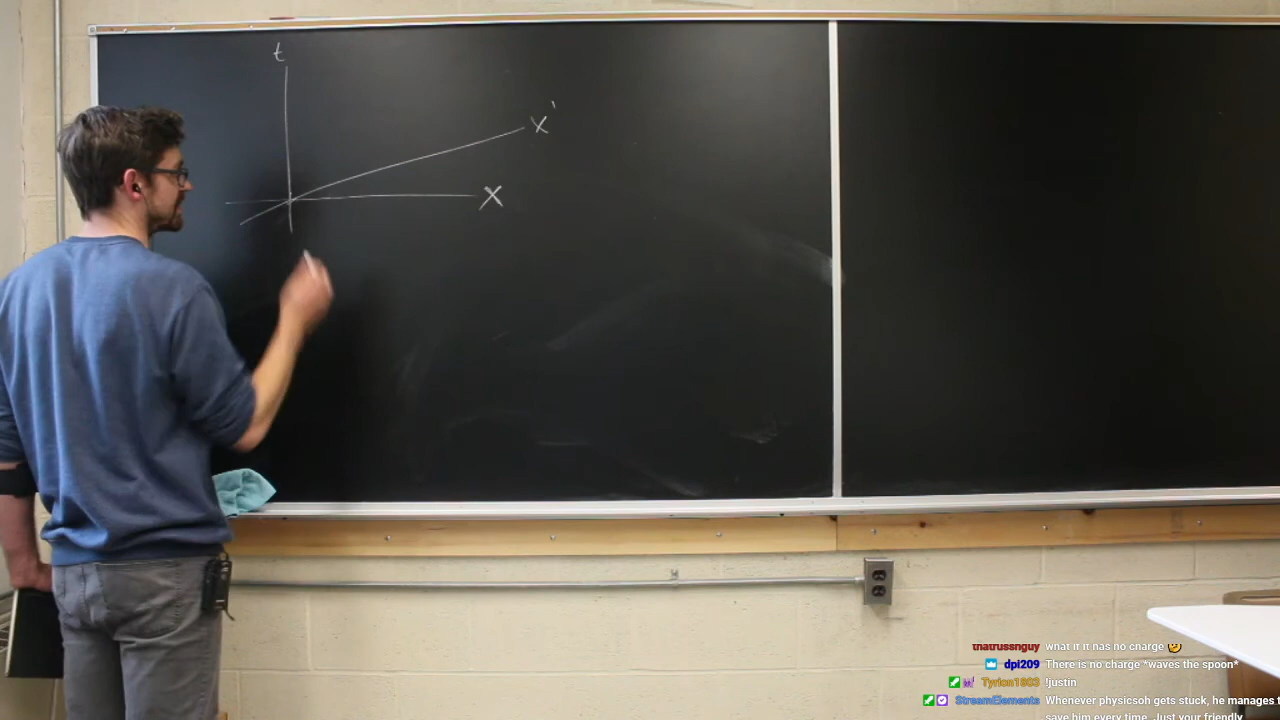 t
x'
x
thatrussnguy what if it has no charge 🤔
dpi209 There is no charge *waves the spoon*
Tyrion1803 !justin
StreamElements Whenever physicsoh gets stuck, he manages
save him every time. Just your friendly